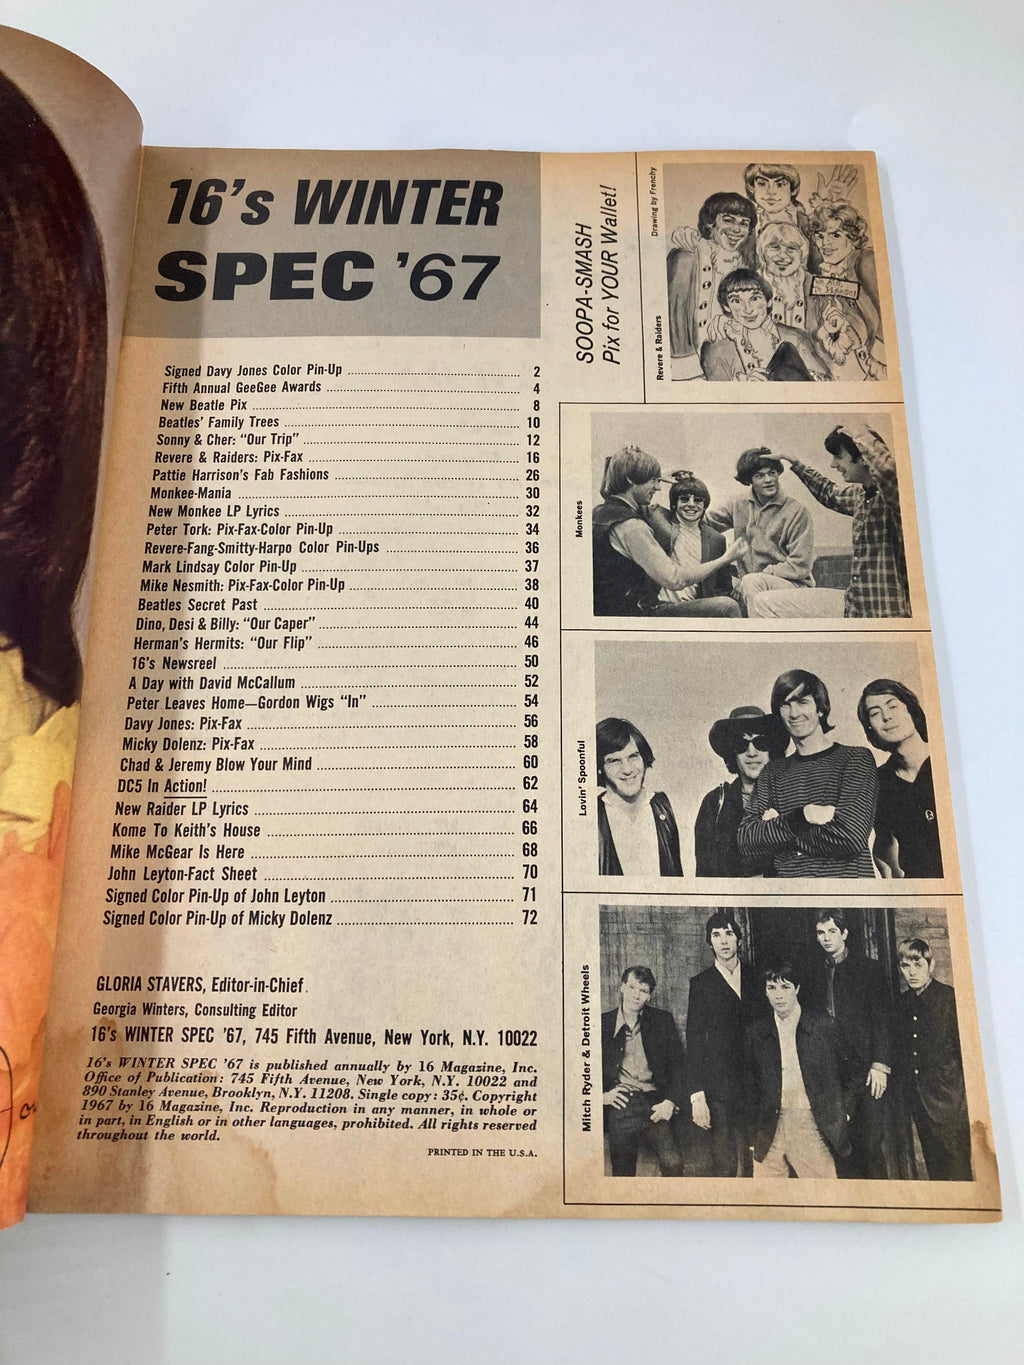 16's WINTER
SPEC '67
Signed Davy Jones Color Pin-Up 2
Fifth Annual GeeGee Awards 4
New Beatle Pix 8
Beatles' Family Trees 10
Sonny & Cher: "Our Trip" 12
Revere & Raiders: Pix-Fax 16
Pattie Harrison's Fab Fashions 26
Monkee-Mania 30
New Monkee LP Lyrics 32
Peter Tork: Pix-Fax-Color Pin-Up 34
Revere-Fang-Smitty-Harpo Color Pin-Ups 36
Mark Lindsay Color Pin-Up 37
Mike Nesmith: Pix-Fax-Color Pin-Up 38
Beatles Secret Past 40
Dino, Desi & Billy: "Our Caper" 44
Herman's Hermits: "Our Flip" 46
16's Newsreel 50
A Day with David McCallum 52
Peter Leaves Home—Gordon Wigs "In" 54
Davy Jones: Pix-Fax 56
Micky Dolenz: Pix-Fax 58
Chad & Jeremy Blow Your Mind 60
DC5 In Action! 62
New Raider LP Lyrics 64
Kome To Keith's House 66
Mike McGear Is Here 68
John Leyton-Fact Sheet 70
Signed Color Pin-Up of John Leyton 71
Signed Color Pin-Up of Micky Dolenz 72
GLORIA STAVERS, Editor-in-Chief
Georgia Winters, Consulting Editor
16's WINTER SPEC '67, 745 Fifth Avenue, New York, N.Y. 10022
16's WINTER SPEC '67 is published annually by 16 Magazine, Inc.
Office of Publication: 745 Fifth Avenue, New York, N.Y. 10022 and
890 Stanley Avenue, Brooklyn, N.Y. 11208. Single copy: 35¢. Copyright
1967 by 16 Magazine, Inc. Reproduction in any manner, in whole or
in part, in English or in other languages, prohibited. All rights reserved
throughout the world.
PRINTED IN THE U.S.A.
SOOPA-SMASH
Pix for YOUR Wallet!
Drawing by Frenchy
Revere & Raiders
Monkees
Lovin' Spoonful
Mitch Ryder & Detroit Wheels